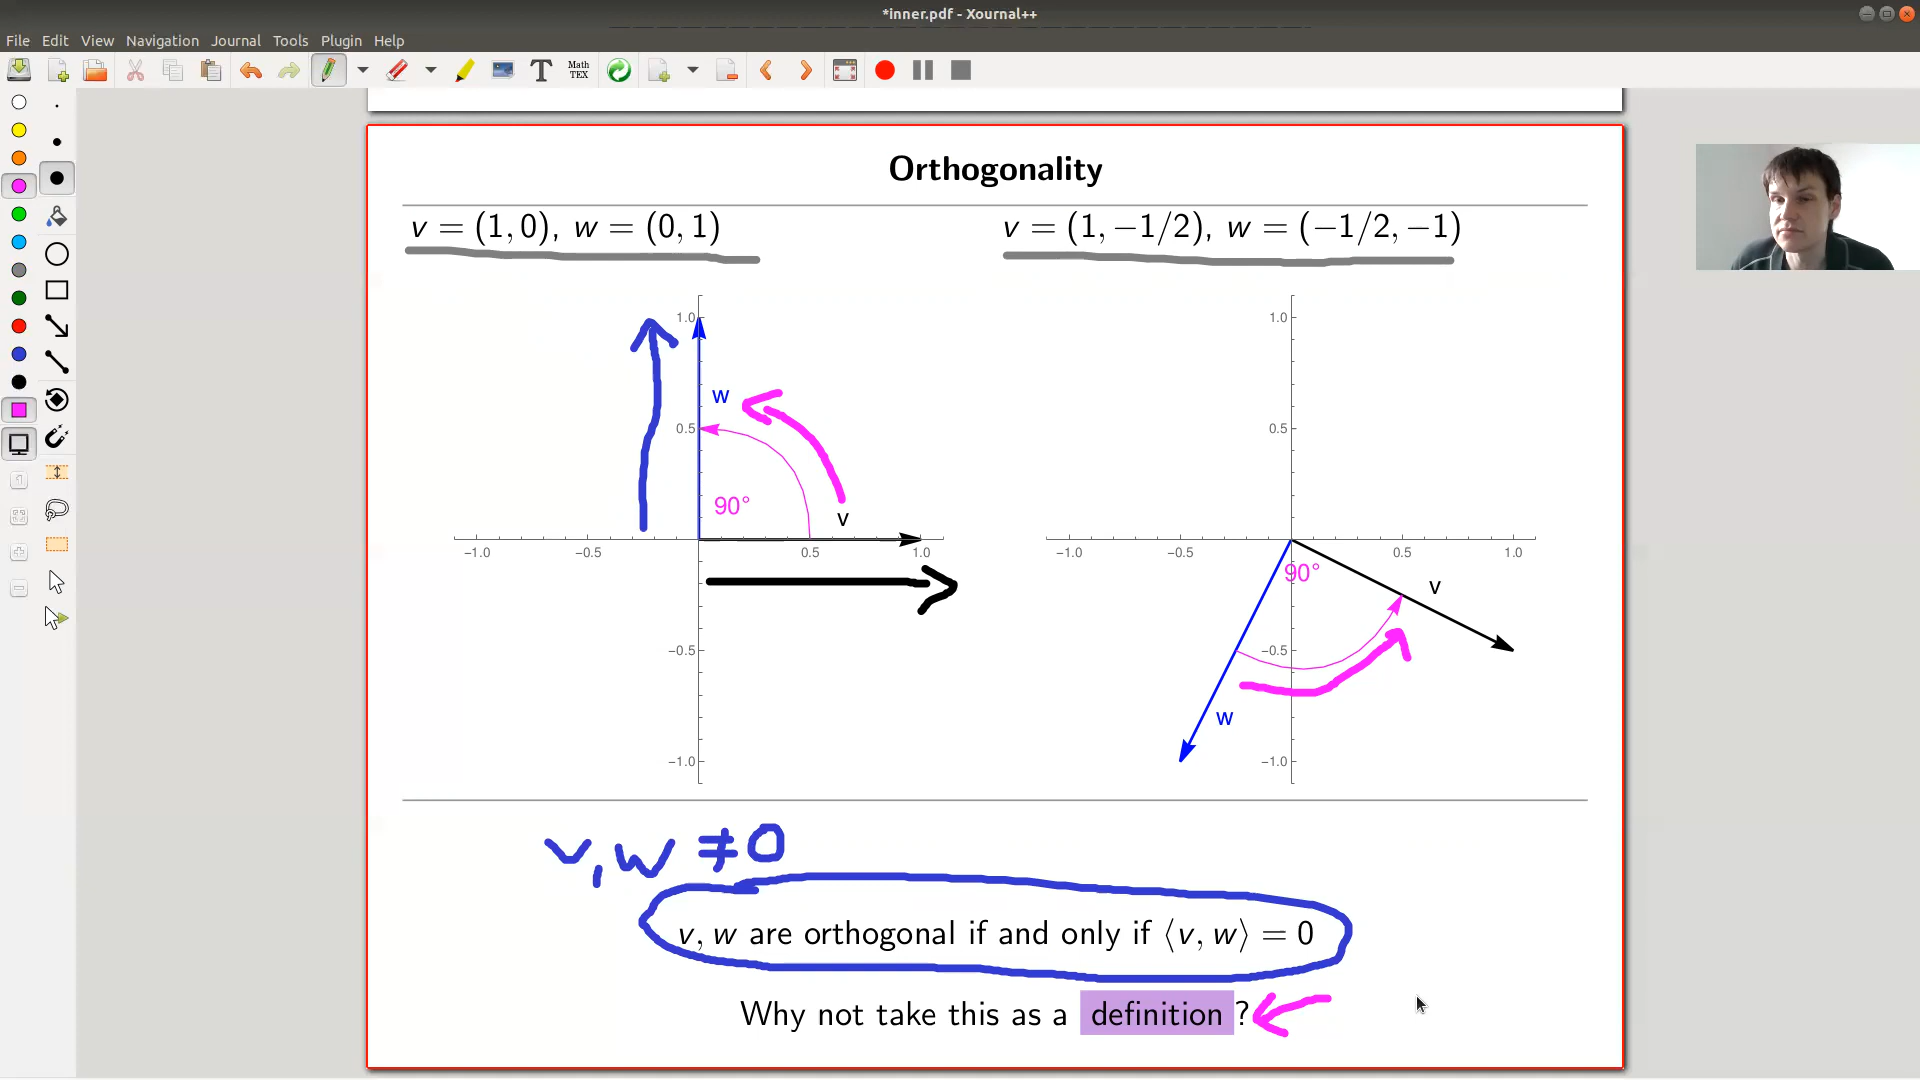 *inner.pdf - Xournal++
File Edit View Navigation Journal Tools Plugin Help
Math
TEX
Orthogonality
v = (1, 0), w = (0, 1)
v = (1, −1/2), w = (−1/2, −1)
1.0
w
0.5
90°
v
−1.0 −0.5 0.5 1.0
−0.5
−1.0
1.0
0.5
−1.0 −0.5 0.5 1.0
90°
v
−0.5
w
−1.0
v, w ≠ 0
v, w are orthogonal if and only if ⟨v, w⟩ = 0
Why not take this as a definition ?